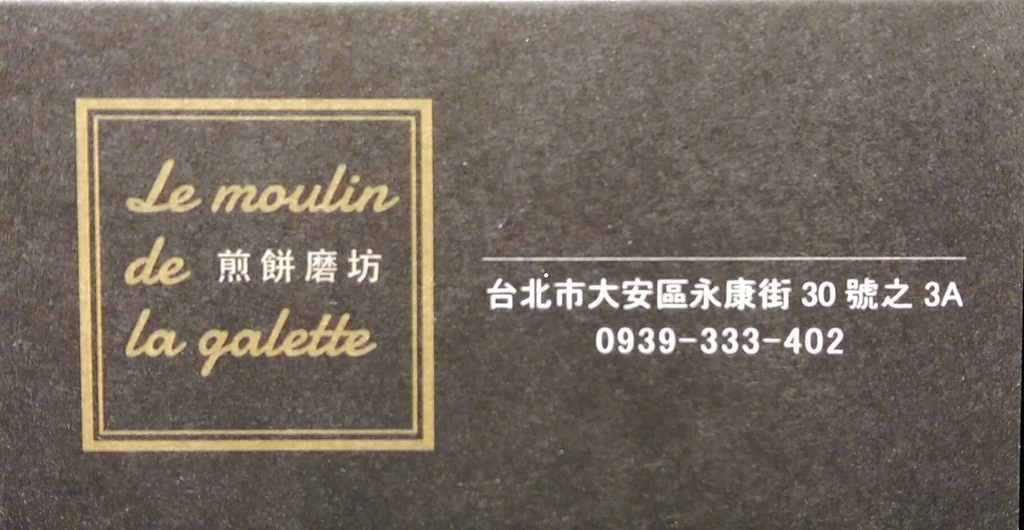 Le moulin
de 煎餅磨坊
la galette
台北市大安區永康街 30 號之 3A
0939-333-402